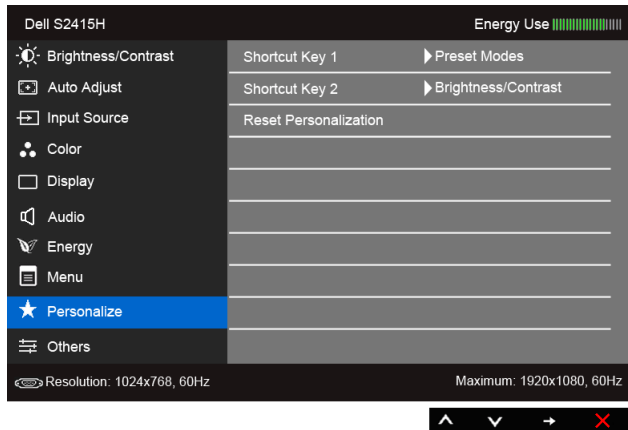 Dell S2415H Energy Use
Brightness/Contrast Shortcut Key 1 Preset Modes
Auto Adjust Shortcut Key 2 Brightness/Contrast
Input Source Reset Personalization
Color
Display
Audio
Energy
Menu
Personalize
Others
Resolution: 1024x768, 60Hz Maximum: 1920x1080, 60Hz